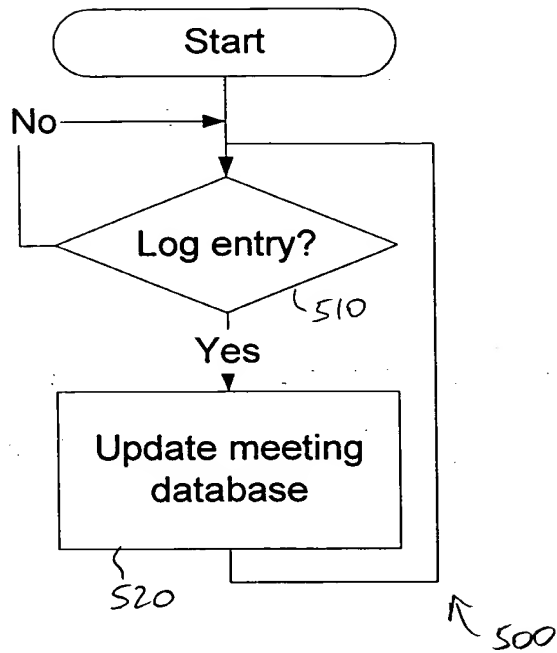 Start
No
Log entry?
510
Yes
Update meeting
database
520
500